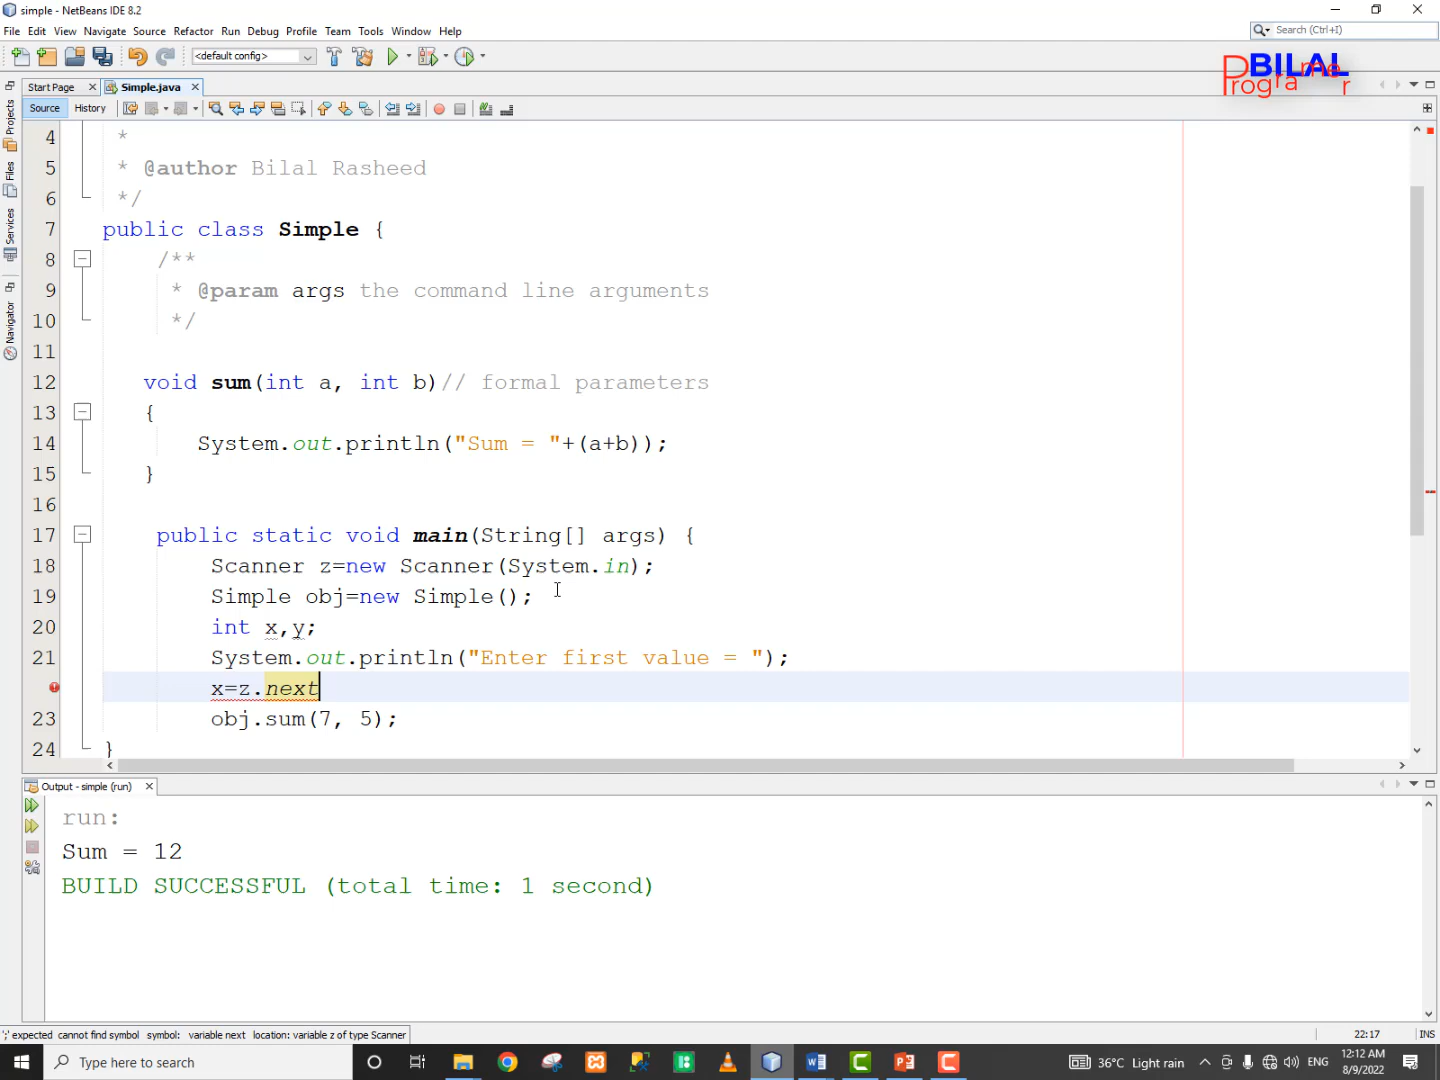 simple - NetBeans IDE 8.2
File Edit View Navigate Source Refactor Run Debug Profile Team Tools Window Help
Search (Ctrl+I)
<default config>
BILAL
Programer
Start Page
Simple.java
Source History
Projects
Files
Services
Navigator
4 *
5 * @author Bilal Rasheed
6 */
7 public class Simple {
8 /**
9 * @param args the command line arguments
10 */
11
12 void sum(int a, int b)// formal parameters
13 {
14 System.out.println("Sum = "+(a+b));
15 }
16
17 public static void main(String[] args) {
18 Scanner z=new Scanner(System.in);
19 Simple obj=new Simple();
20 int x,y;
21 System.out.println("Enter first value = ");
x=z.next
23 obj.sum(7, 5);
24 }
Output - simple (run)
run:
Sum = 12
BUILD SUCCESSFUL (total time: 1 second)
';' expected cannot find symbol symbol: variable next location: variable z of type Scanner
22:17 INS
Type here to search
36°C Light rain
ENG
12:12 AM
8/9/2022